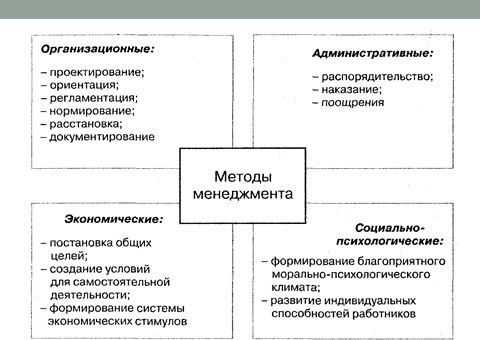 Организационные:
– проектирование;
– ориентация;
– регламентация;
– нормирование;
– расстановка;
– документирование
Административные:
– распорядительство;
– наказание;
– поощрения
Методы
менеджмента
Экономические:
– постановка общих
целей;
– создание условий
для самостоятельной
деятельности;
– формирование системы
экономических стимулов
Социально-
психологические:
– формирование благоприятного
морально-психологического
климата;
– развитие индивидуальных
способностей работников